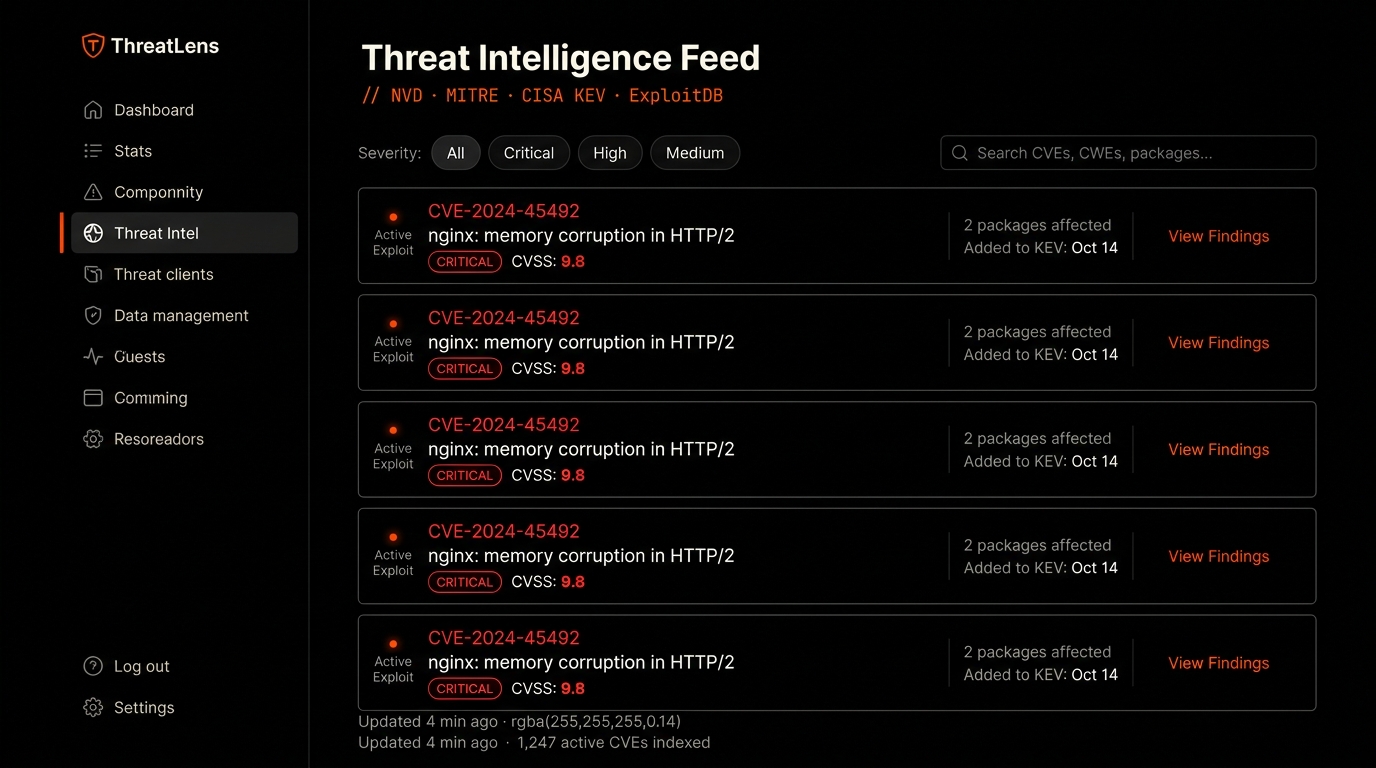 ThreatLens
Dashboard
Stats
Componnity
Threat Intel
Threat clients
Data management
Guests
Comming
Resoreadors
Log out
Settings
Threat Intelligence Feed
// NVD · MITRE · CISA KEV · ExploitDB
Severity: All Critical High Medium
Search CVEs, CWEs, packages...
Active Exploit
CVE-2024-45492
nginx: memory corruption in HTTP/2
CRITICAL CVSS: 9.8
2 packages affected
Added to KEV: Oct 14
View Findings
Active Exploit
CVE-2024-45492
nginx: memory corruption in HTTP/2
CRITICAL CVSS: 9.8
2 packages affected
Added to KEV: Oct 14
View Findings
Active Exploit
CVE-2024-45492
nginx: memory corruption in HTTP/2
CRITICAL CVSS: 9.8
2 packages affected
Added to KEV: Oct 14
View Findings
Active Exploit
CVE-2024-45492
nginx: memory corruption in HTTP/2
CRITICAL CVSS: 9.8
2 packages affected
Added to KEV: Oct 14
View Findings
Active Exploit
CVE-2024-45492
nginx: memory corruption in HTTP/2
CRITICAL CVSS: 9.8
2 packages affected
Added to KEV: Oct 14
View Findings
Updated 4 min ago · rgba(255,255,255,0.14)
Updated 4 min ago · 1,247 active CVEs indexed